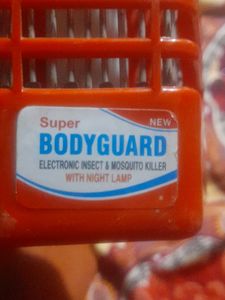 Super NEW
BODYGUARD
ELECTRONIC INSECT & MOSQUITO KILLER
WITH NIGHT LAMP